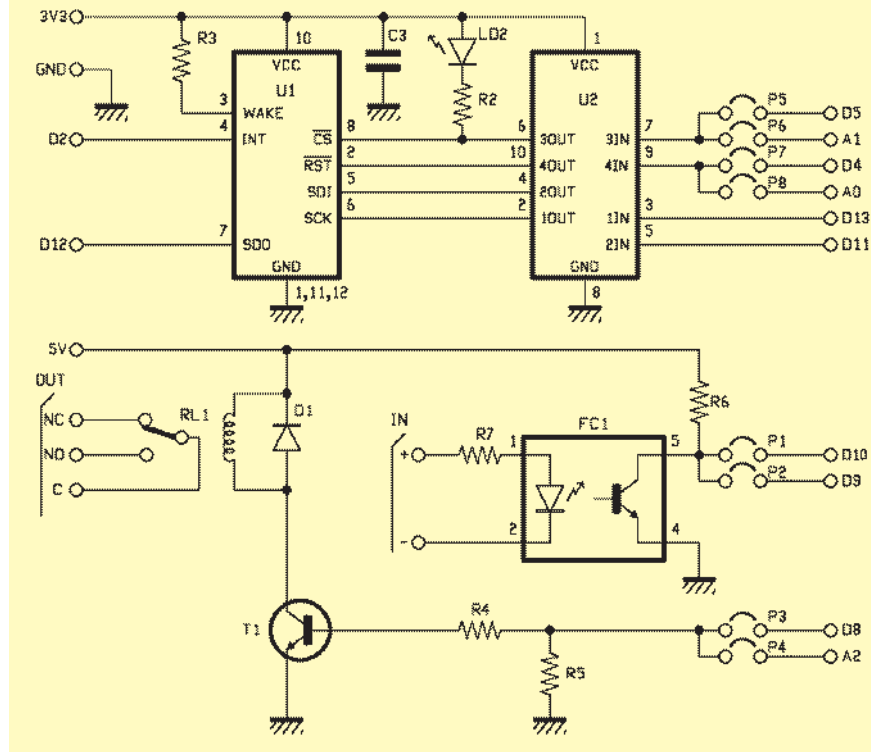 3V3
R3
10
C3
LD2
1
VCC
VCC
GND
U1
R2
U2
3
WAKE
P5
D5
4
8
6
7
P6
D2
INT
CS
3OUT
3IN
A1
2
10
9
P7
RST
4OUT
4IN
D4
5
4
P8
SDI
2OUT
A0
6
2
3
SCK
1OUT
1IN
D13
7
5
D12
SDO
2IN
D11
GND
GND
1,11,12
8
5V
OUT
D1
R6
NC
RL1
IN
FC1
+
R7
1
5
P1
NO
D10
P2
C
D9
-
2
4
R4
P3
T1
D8
P4
R5
A2